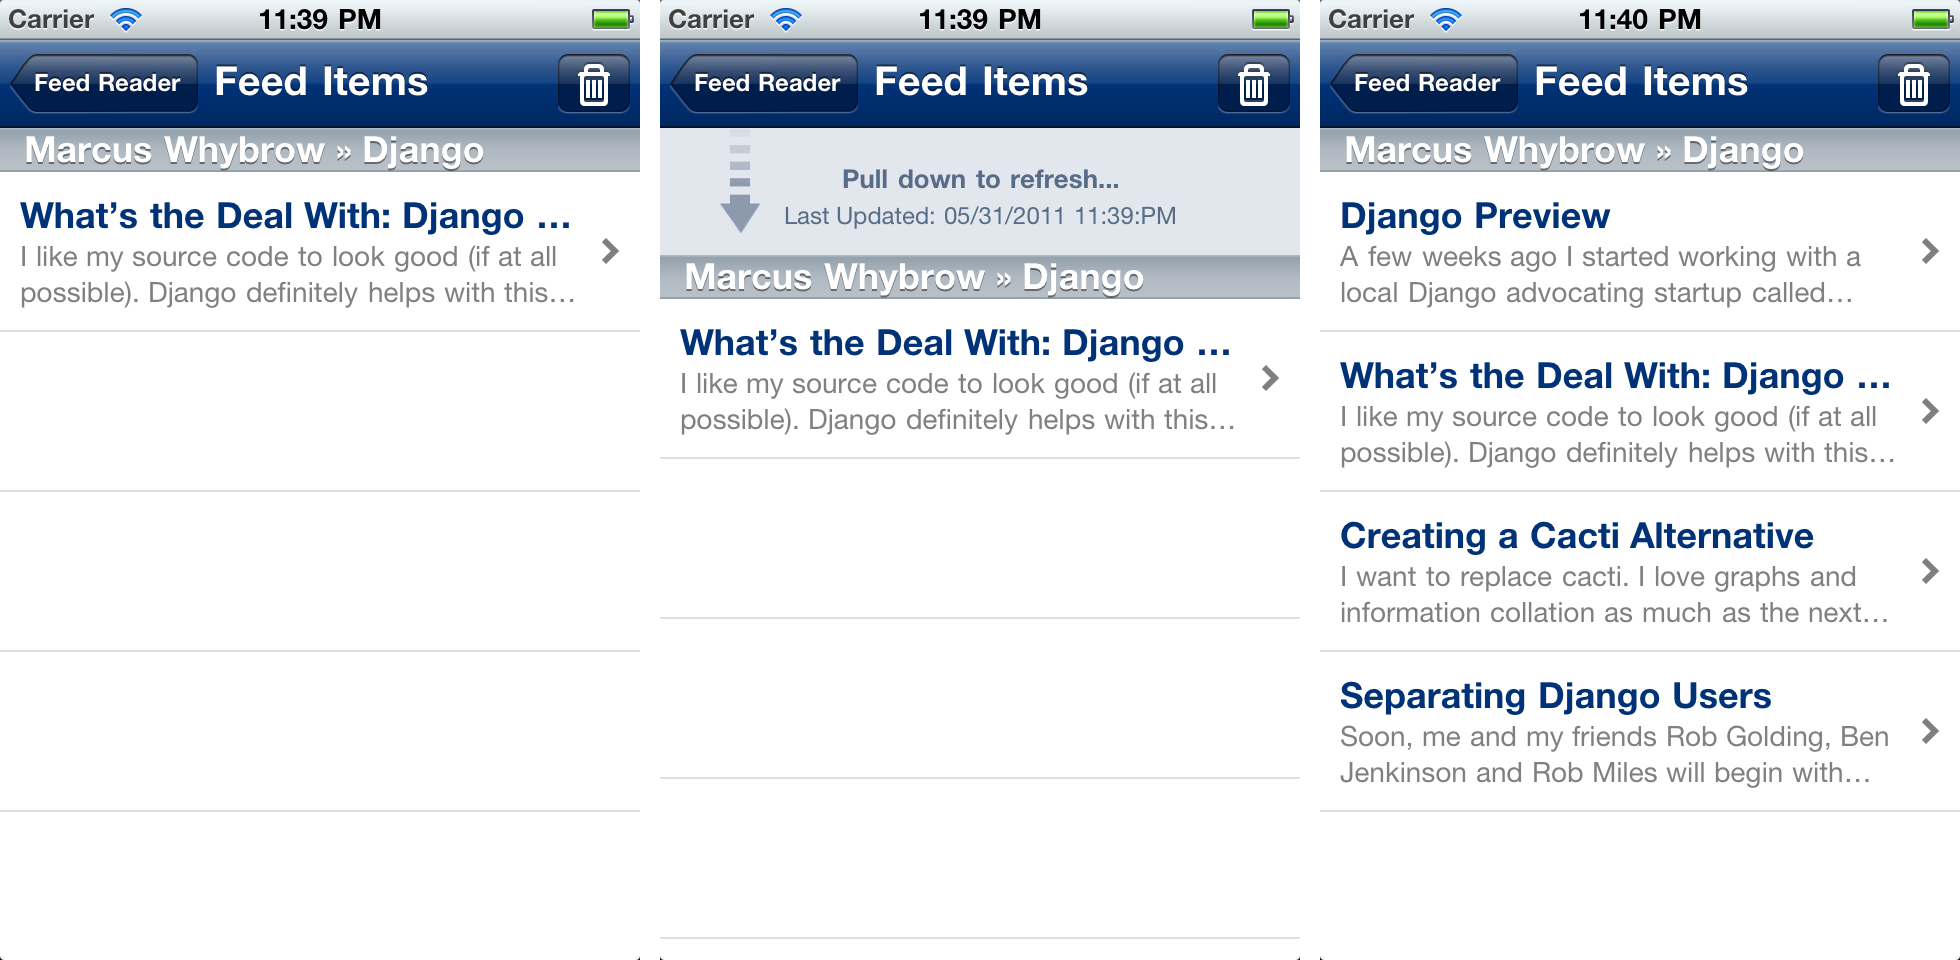 Carrier 11:39 PM
Feed Reader Feed Items
Marcus Whybrow » Django
What’s the Deal With: Django ...
I like my source code to look good (if at all
possible). Django definitely helps with this...
Carrier 11:39 PM
Feed Reader Feed Items
Pull down to refresh...
Last Updated: 05/31/2011 11:39:PM
Marcus Whybrow » Django
What’s the Deal With: Django ...
I like my source code to look good (if at all
possible). Django definitely helps with this...
Carrier 11:40 PM
Feed Reader Feed Items
Marcus Whybrow » Django
Django Preview
A few weeks ago I started working with a
local Django advocating startup called...
What’s the Deal With: Django ...
I like my source code to look good (if at all
possible). Django definitely helps with this...
Creating a Cacti Alternative
I want to replace cacti. I love graphs and
information collation as much as the next...
Separating Django Users
Soon, me and my friends Rob Golding, Ben
Jenkinson and Rob Miles will begin with...